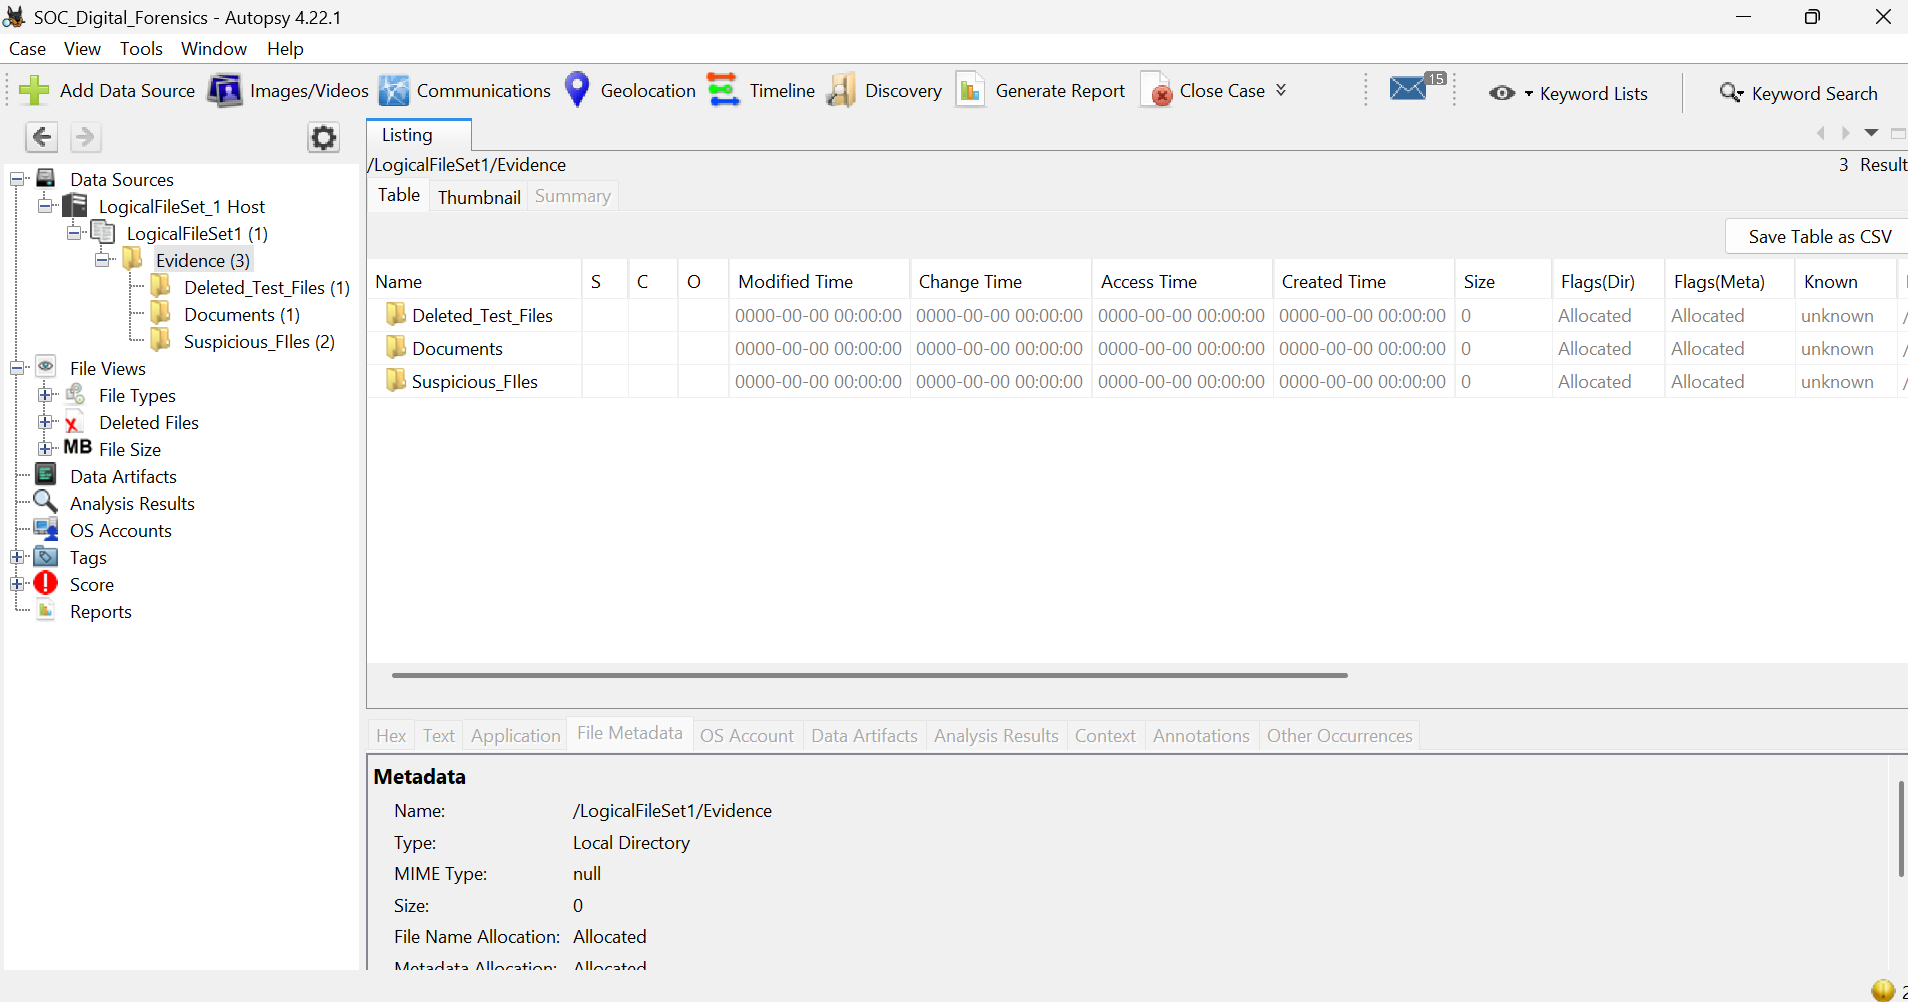 SOC_Digital_Forensics - Autopsy 4.22.1
Case View Tools Window Help
Add Data Source Images/Videos Communications Geolocation Timeline Discovery Generate Report Close Case 15 Keyword Lists Keyword Search
Listing
/LogicalFileSet1/Evidence 3 Result
Table Thumbnail Summary
Save Table as CSV
Data Sources
LogicalFileSet_1 Host
LogicalFileSet1 (1)
Evidence (3)
Deleted_Test_Files (1)
Documents (1)
Suspicious_FIles (2)
File Views
File Types
Deleted Files
MB File Size
Data Artifacts
Analysis Results
OS Accounts
Tags
Score
Reports
Name S C O Modified Time Change Time Access Time Created Time Size Flags(Dir) Flags(Meta) Known
Deleted_Test_Files 0000-00-00 00:00:00 0000-00-00 00:00:00 0000-00-00 00:00:00 0000-00-00 00:00:00 0 Allocated Allocated unknown /
Documents 0000-00-00 00:00:00 0000-00-00 00:00:00 0000-00-00 00:00:00 0000-00-00 00:00:00 0 Allocated Allocated unknown /
Suspicious_FIles 0000-00-00 00:00:00 0000-00-00 00:00:00 0000-00-00 00:00:00 0000-00-00 00:00:00 0 Allocated Allocated unknown /
Hex Text Application File Metadata OS Account Data Artifacts Analysis Results Context Annotations Other Occurrences
Metadata
Name: /LogicalFileSet1/Evidence
Type: Local Directory
MIME Type: null
Size: 0
File Name Allocation: Allocated
Metadata Allocation: Allocated
2